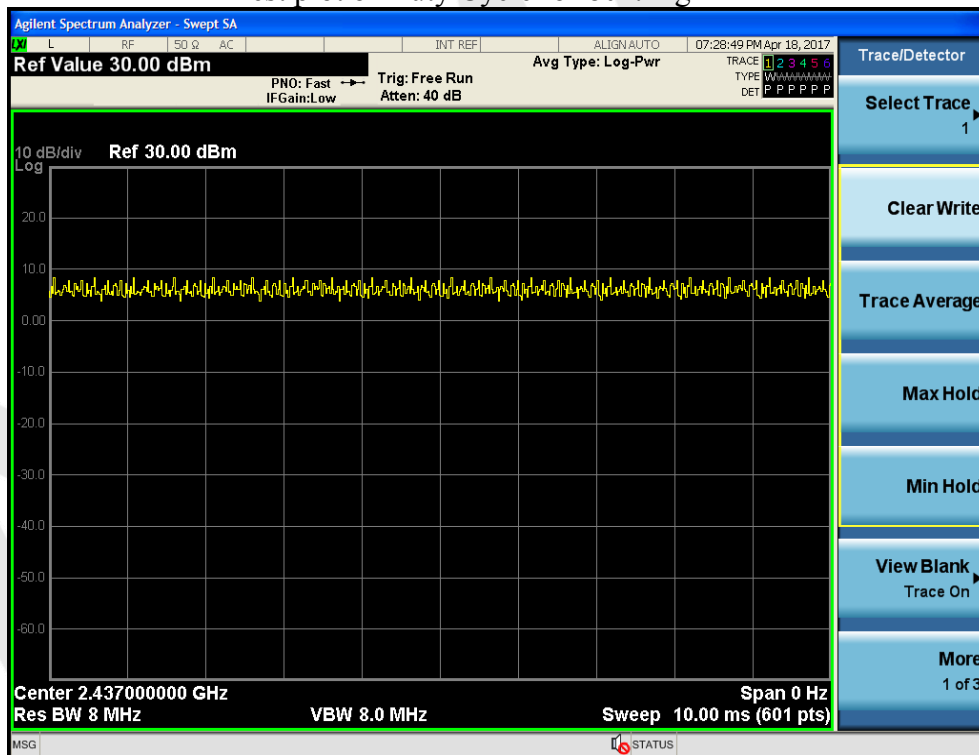 Agilent Spectrum Analyzer - Swept SA
LXI L RF 50 Ω AC INT REF ALIGN AUTO 07:28:49 PM Apr 18, 2017
Ref Value 30.00 dBm
PNO: Fast
IFGain:Low
Trig: Free Run
Atten: 40 dB
Avg Type: Log-Pwr
TRACE 1 2 3 4 5 6
TYPE
DET P P P P P P
10 dB/div Ref 30.00 dBm
Log
20.0
10.0
0.00
-10.0
-20.0
-30.0
-40.0
-50.0
-60.0
Center 2.437000000 GHz Span 0 Hz
Res BW 8 MHz VBW 8.0 MHz Sweep 10.00 ms (601 pts)
MSG STATUS
Trace/Detector
Select Trace
1
Clear Write
Trace Average
Max Hold
Min Hold
View Blank
Trace On
More
1 of 3